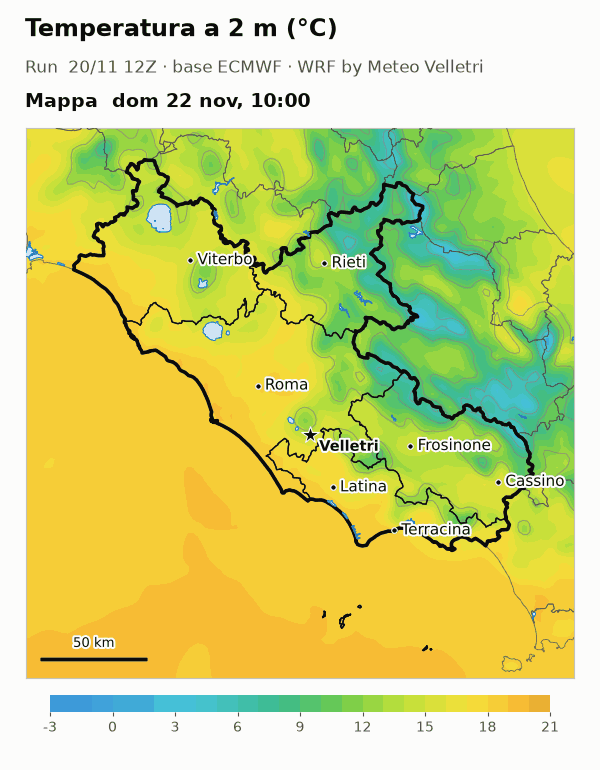 Temperatura a 2 m (°C)
Run  20/11 12Z · base ECMWF · WRF by Meteo Velletri
Mappa  dom 22 nov, 10:00
Viterbo
Rieti
Roma
Velletri
Frosinone
Latina
Cassino
Terracina
50 km
-3 0 3 6 9 12 15 18 21